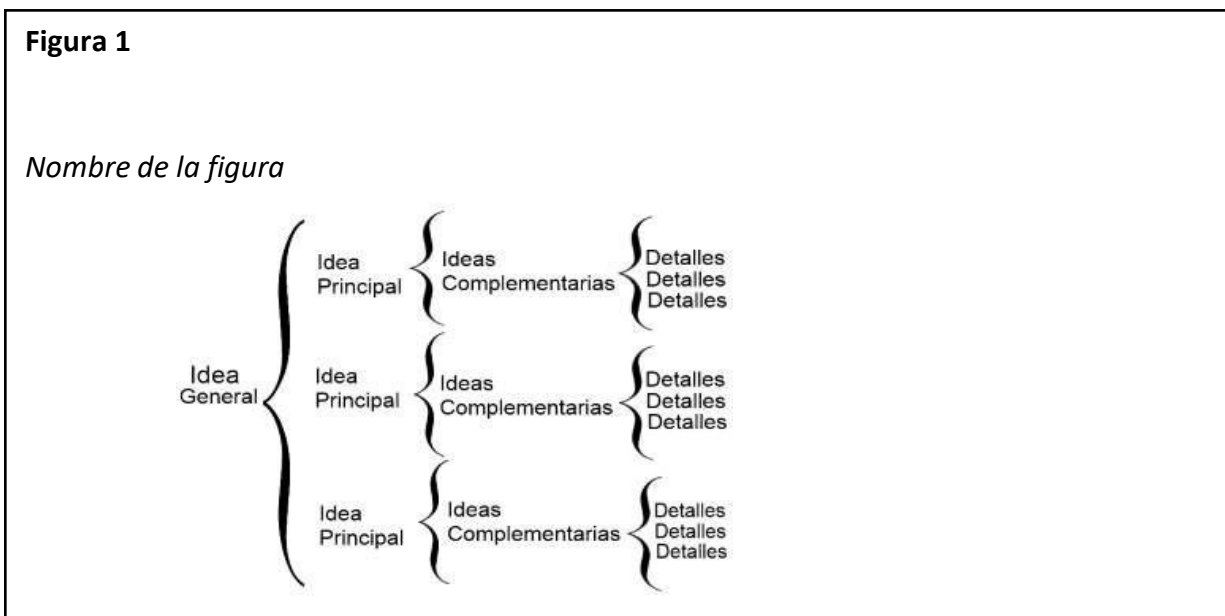 Figura 1
Nombre de la figura
Idea
General
Idea
Principal
Ideas
Complementarias
Detalles
Detalles
Detalles
Idea
Principal
Ideas
Complementarias
Detalles
Detalles
Detalles
Idea
Principal
Ideas
Complementarias
Detalles
Detalles
Detalles